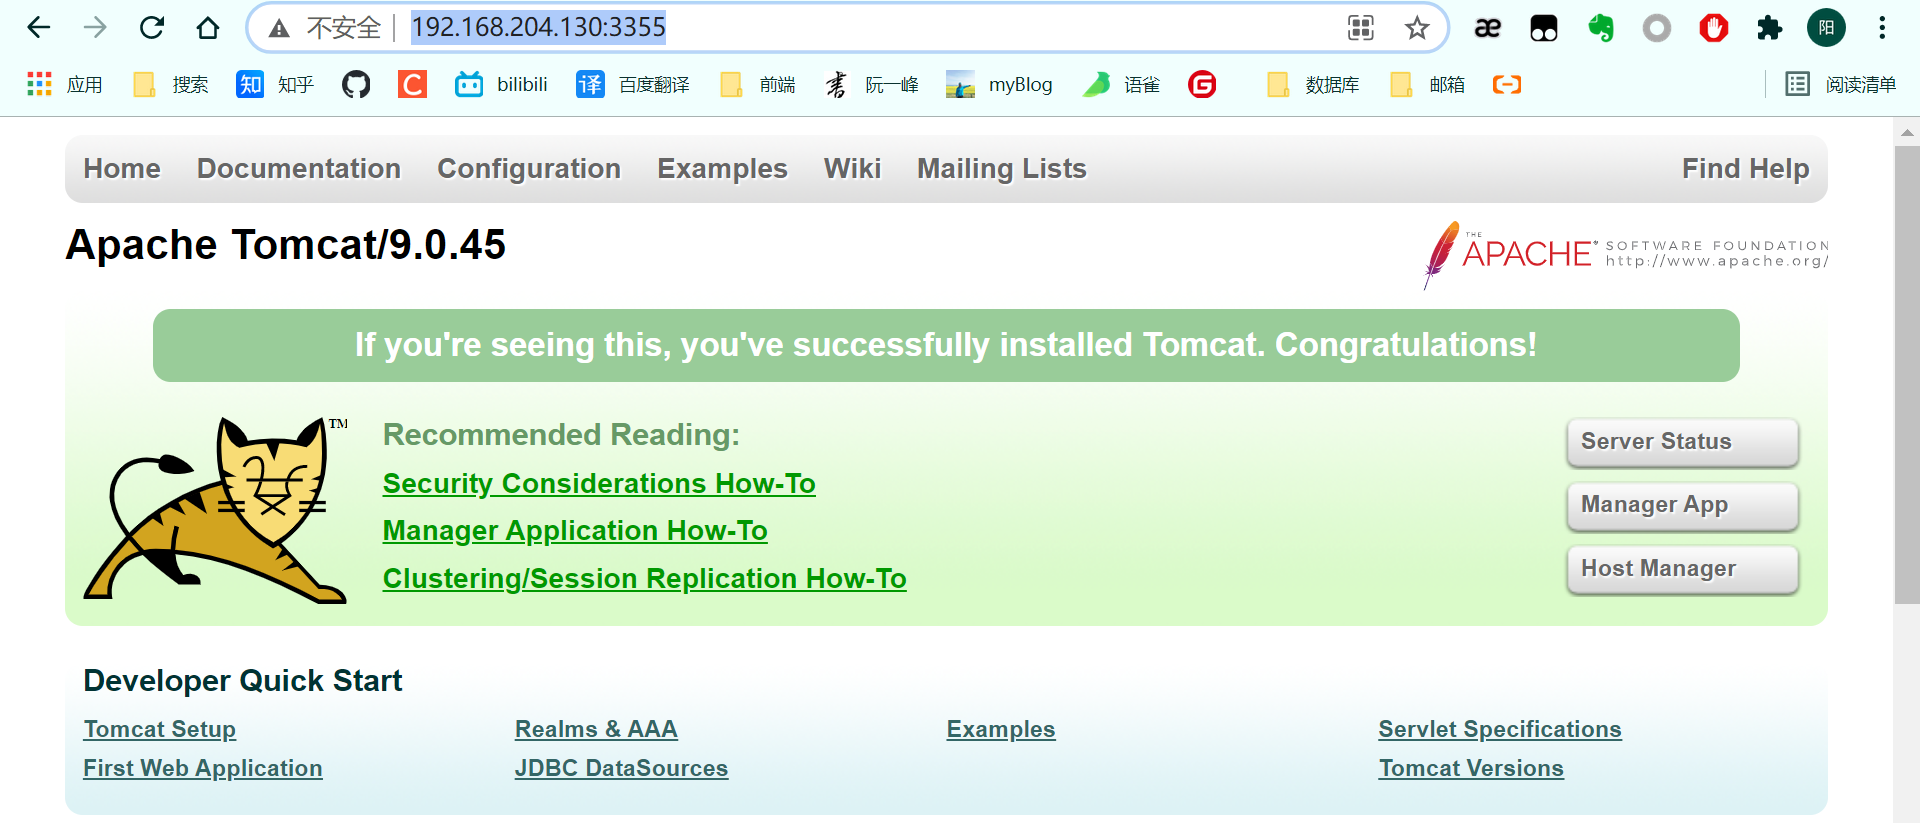 不安全 192.168.204.130:3355
æ 阳
应用 搜索 知 知乎 C bilibili 译 百度翻译 前端 書 阮一峰 myBlog 语雀 G 数据库 邮箱 阅读清单
Home Documentation Configuration Examples Wiki Mailing Lists Find Help
Apache Tomcat/9.0.45
THE
APACHE® SOFTWARE FOUNDATION
http://www.apache.org/
If you're seeing this, you've successfully installed Tomcat. Congratulations!
TM
Recommended Reading:
Security Considerations How-To
Manager Application How-To
Clustering/Session Replication How-To
Server Status
Manager App
Host Manager
Developer Quick Start
Tomcat Setup Realms & AAA Examples Servlet Specifications
First Web Application JDBC DataSources Tomcat Versions